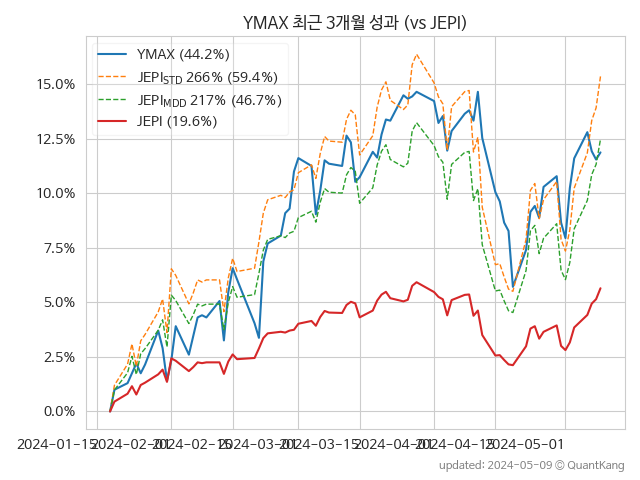 YMAX 최근 3개월 성과 (vs JEPI)
YMAX (44.2%)
JEPISTD 266% (59.4%)
JEPIMDD 217% (46.7%)
JEPI (19.6%)
15.0%
12.5%
10.0%
7.5%
5.0%
2.5%
0.0%
2024-01-15 2024-02-01 2024-02-15 2024-03-01 2024-03-15 2024-04-01 2024-04-15 2024-05-01
updated: 2024-05-09 © QuantKang